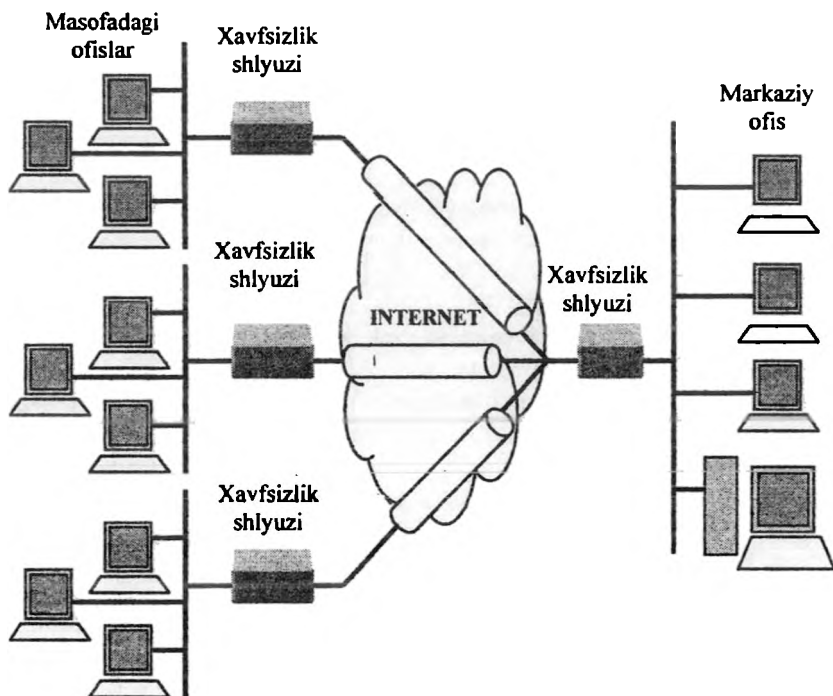 Masofadagi
ofislar
Xavfsizlik
shlyuzi
Markaziy
ofis
Xavfsizlik
shlyuzi
INTERNET
Xavfsizlik
shlyuzi
Xavfsizlik
shlyuzi